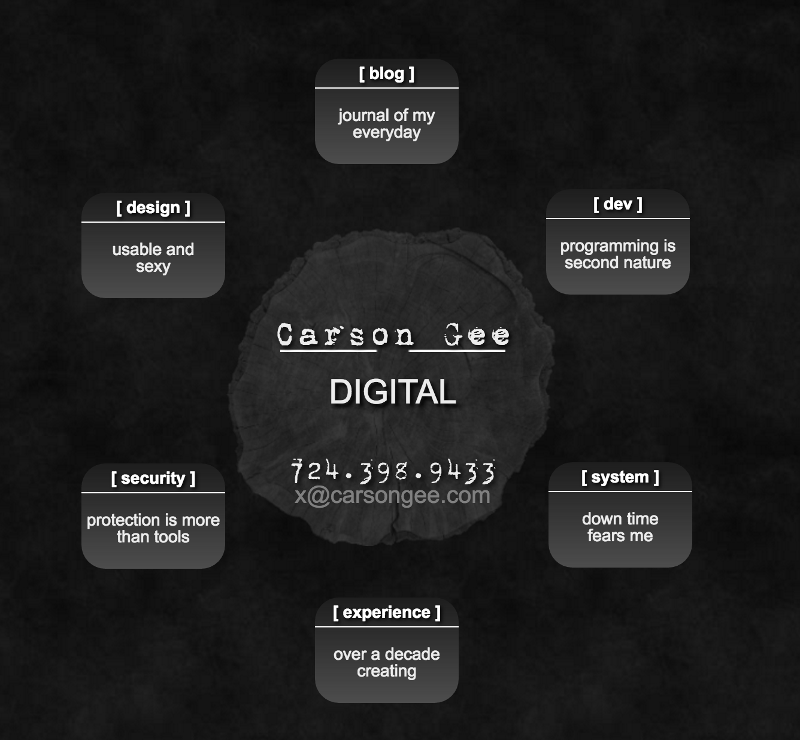 [ blog ]
journal of my
everyday
[ design ]
usable and
sexy
[ dev ]
programming is
second nature
Carson Gee
DIGITAL
724.398.9433
x@carsongee.com
[ security ]
protection is more
than tools
[ system ]
down time
fears me
[ experience ]
over a decade
creating